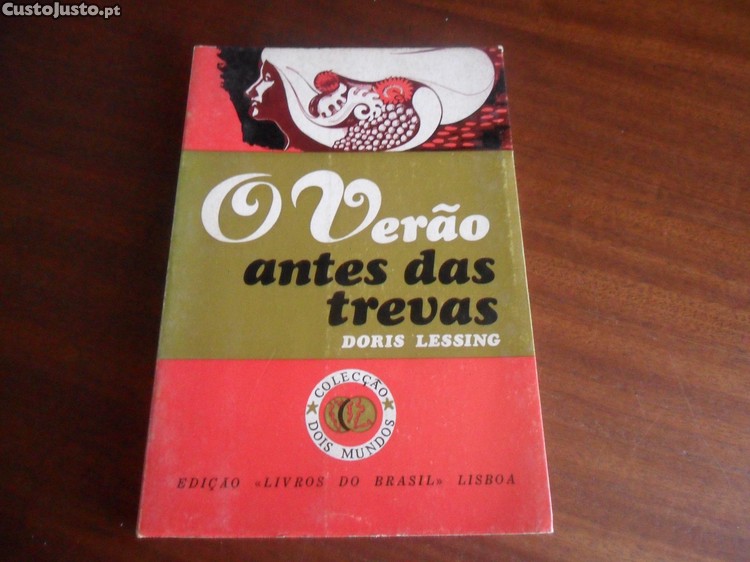 CustoJusto.pt
O Verão
antes das
trevas
DORIS LESSING
COLECÇÃO
DOIS MUNDOS
EDIÇÃO «LIVROS DO BRASIL» LISBOA